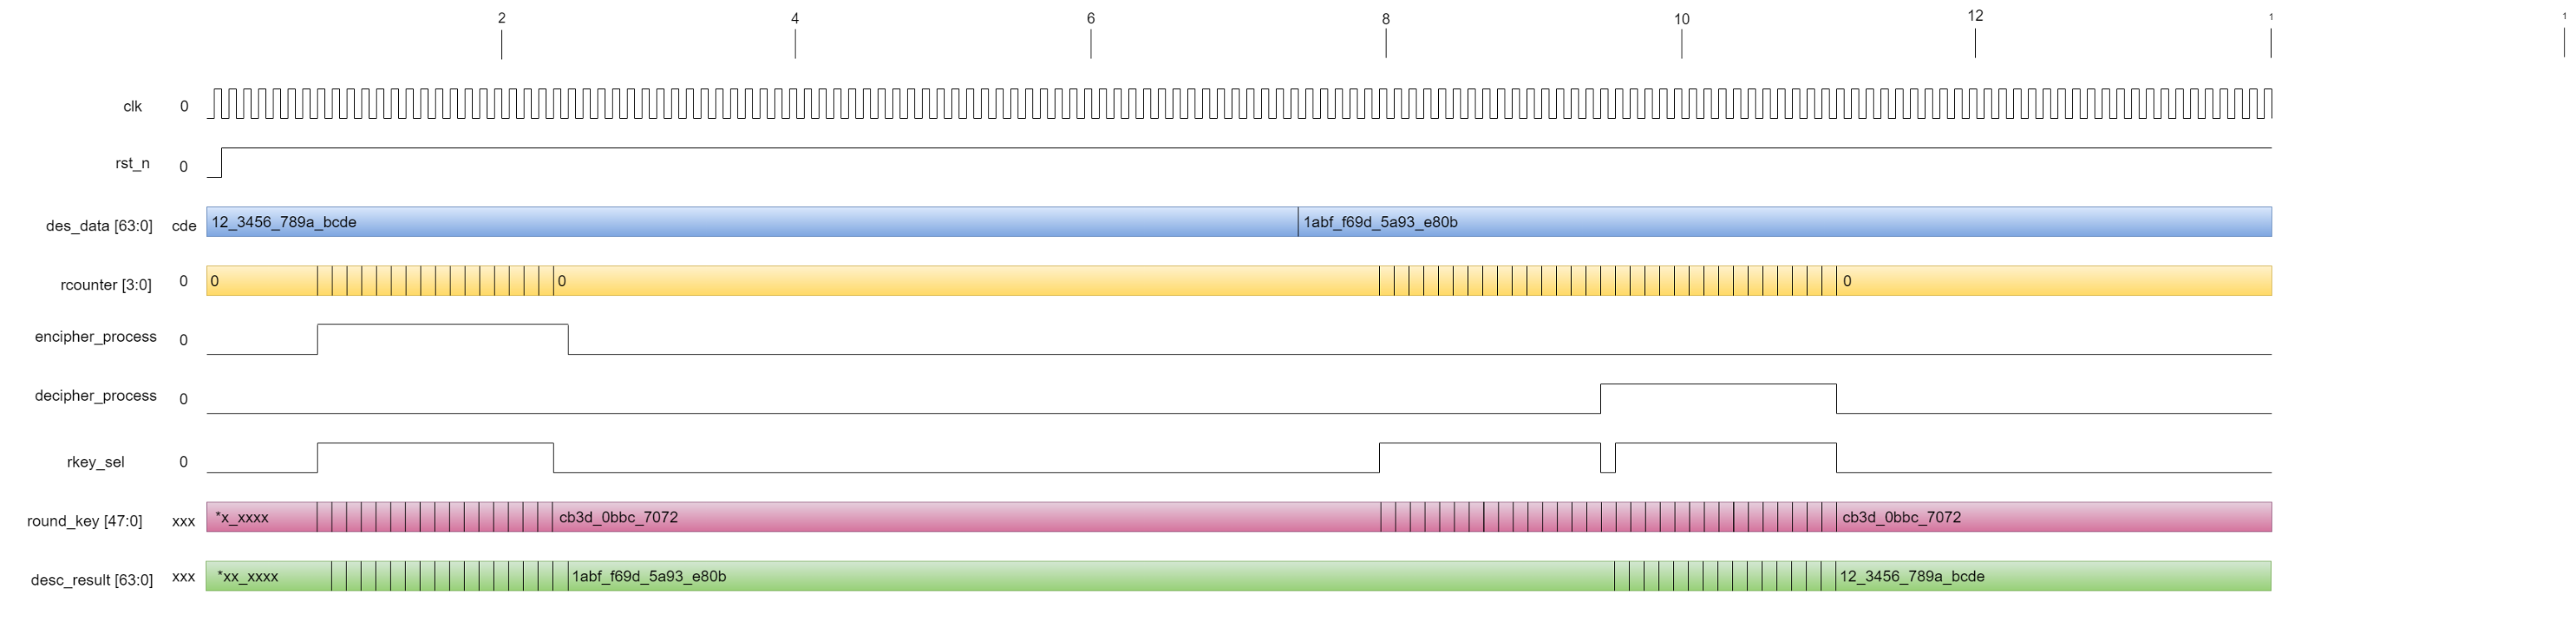 2 4 6 8 10 12 1 1
clk 0
rst_n 0
des_data [63:0] cde 12_3456_789a_bcde 1abf_f69d_5a93_e80b
rcounter [3:0] 0 0 0 0
encipher_process 0
decipher_process 0
rkey_sel 0
round_key [47:0] xxx *x_xxxx cb3d_0bbc_7072 cb3d_0bbc_7072
desc_result [63:0] xxx *xx_xxxx 1abf_f69d_5a93_e80b 12_3456_789a_bcde